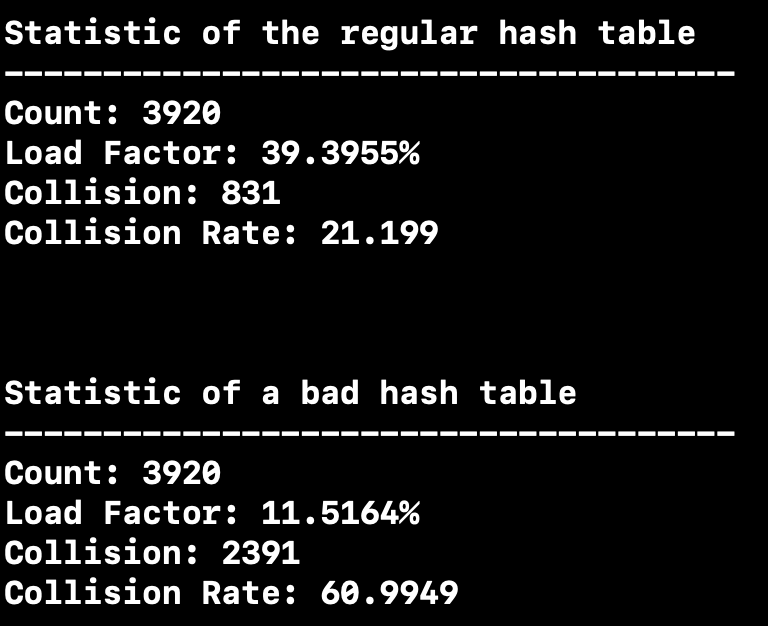 Statistic of the regular hash table
-------------------------------------
Count: 3920
Load Factor: 39.3955%
Collision: 831
Collision Rate: 21.199
Statistic of a bad hash table
-------------------------------------
Count: 3920
Load Factor: 11.5164%
Collision: 2391
Collision Rate: 60.9949